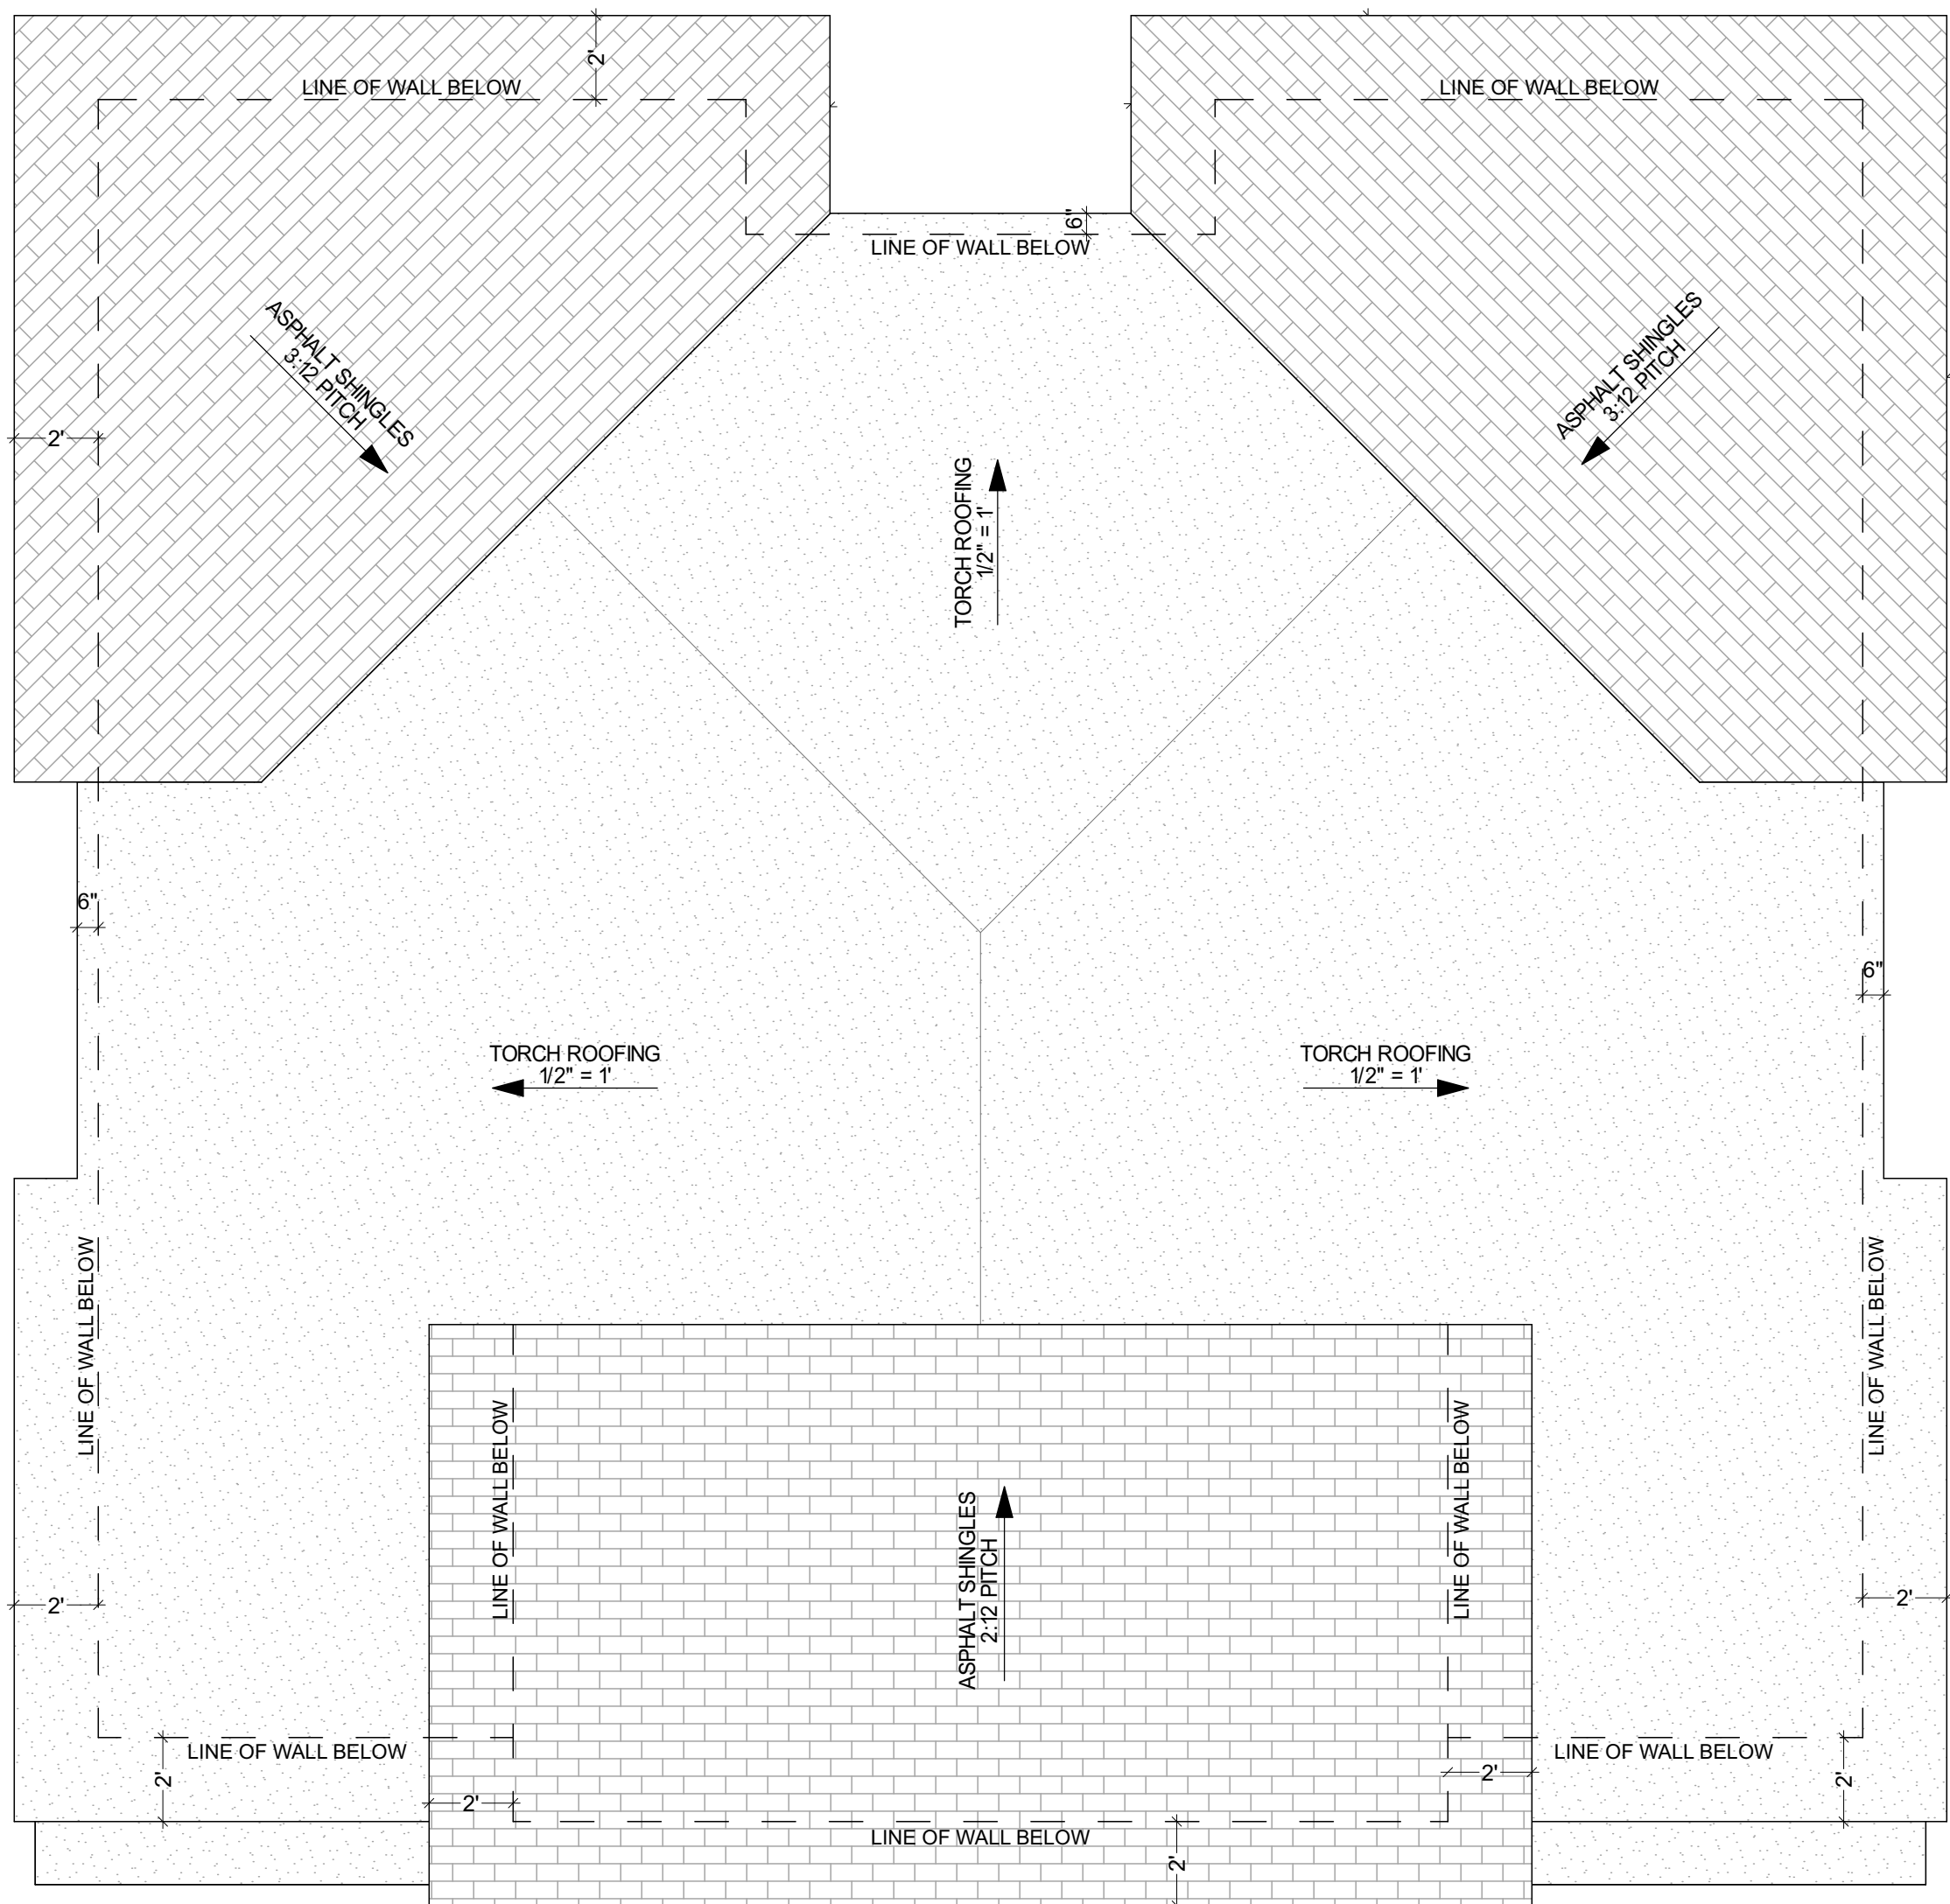 2'
LINE OF WALL BELOW
LINE OF WALL BELOW
6"
LINE OF WALL BELOW
ASPHALT SHINGLES
3:12 PITCH
ASPHALT SHINGLES
3:12 PITCH
2'
TORCH ROOFING
1/2" = 1'
6"
6"
TORCH ROOFING
1/2" = 1'
TORCH ROOFING
1/2" = 1'
LINE OF WALL BELOW
LINE OF WALL BELOW
LINE OF WALL BELOW
LINE OF WALL BELOW
ASPHALT SHINGLES
2:12 PITCH
2'
2'
LINE OF WALL BELOW
LINE OF WALL BELOW
2'
2'
2'
2'
LINE OF WALL BELOW
2'